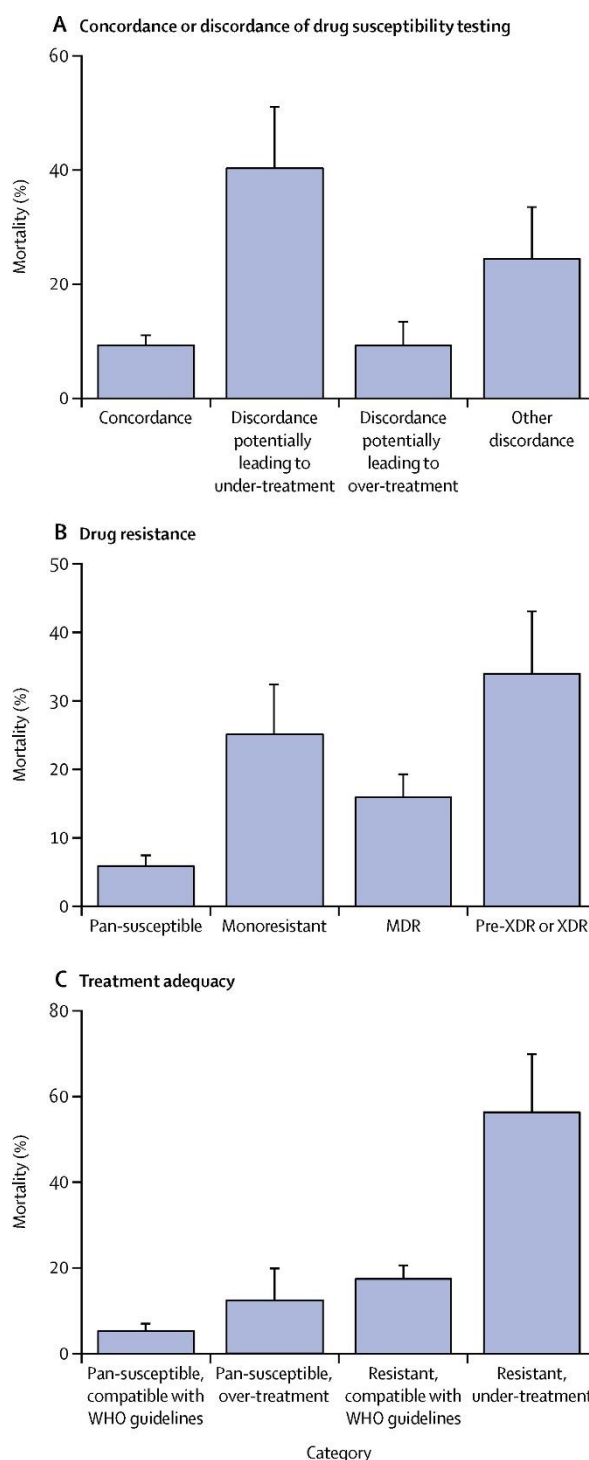 A Concordance or discordance of drug susceptibility testing
60
40
20
0
Mortality (%)
Concordance
Discordance
potentially
leading to
under-treatment
Discordance
potentially
leading to
over-treatment
Other
discordance
B Drug resistance
50
40
30
20
10
0
Mortality (%)
Pan-susceptible
Monoresistant
MDR
Pre-XDR or XDR
C Treatment adequacy
80
60
40
20
0
Mortality (%)
Pan-susceptible,
compatible with
WHO guidelines
Pan-susceptible,
over-treatment
Resistant,
compatible with
WHO guidelines
Resistant,
under-treatment
Category